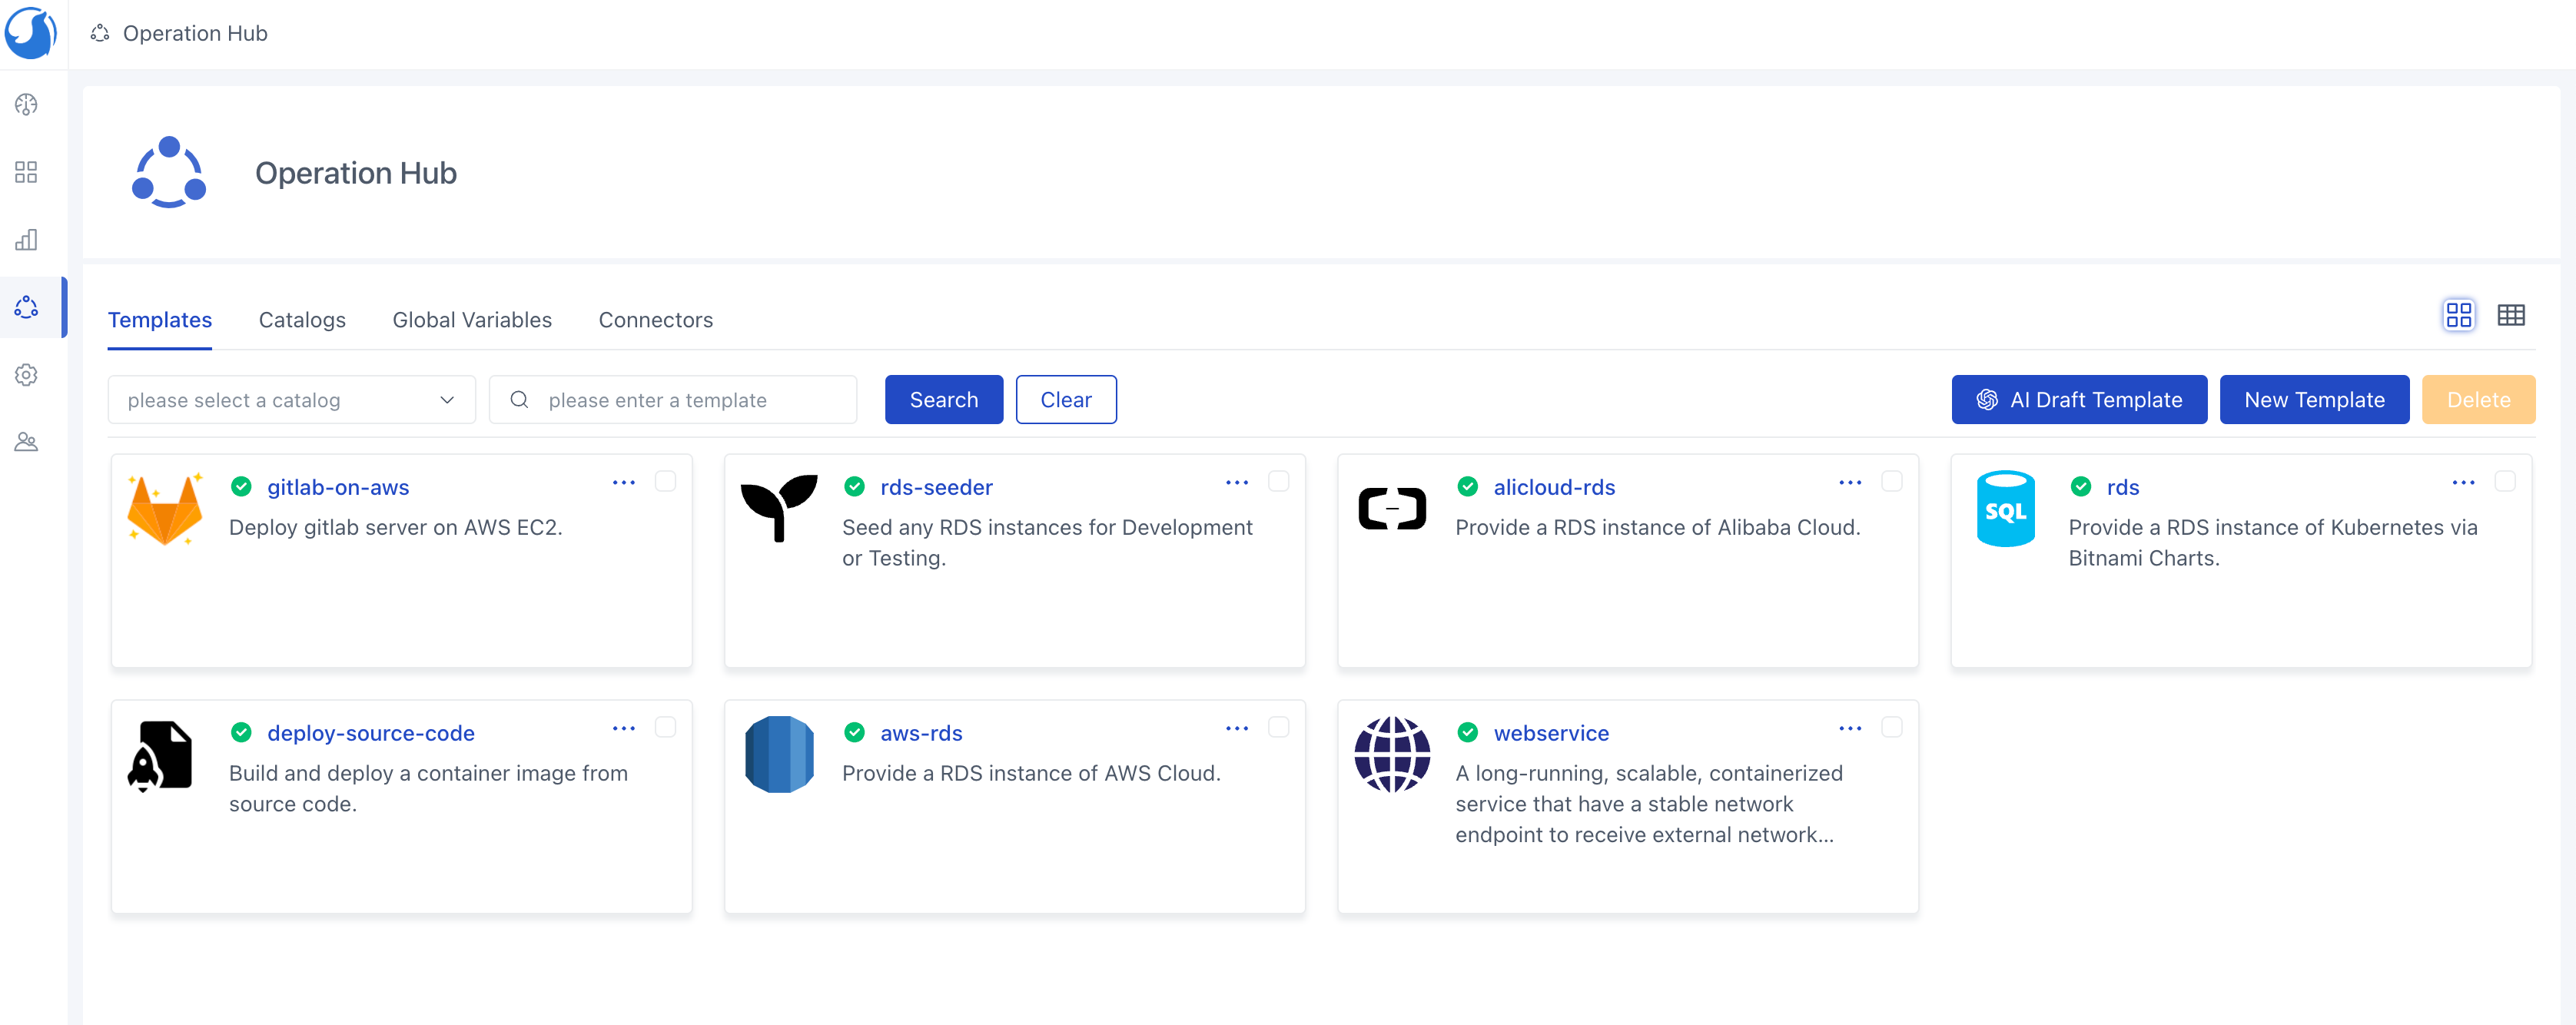 Operation Hub
Operation Hub
Templates
Catalogs
Global Variables
Connectors
please select a catalog
please enter a template
Search
Clear
AI Draft Template
New Template
Delete
gitlab-on-aws
Deploy gitlab server on AWS EC2.
rds-seeder
Seed any RDS instances for Development
or Testing.
alicloud-rds
Provide a RDS instance of Alibaba Cloud.
SQL
rds
Provide a RDS instance of Kubernetes via
Bitnami Charts.
deploy-source-code
Build and deploy a container image from
source code.
aws-rds
Provide a RDS instance of AWS Cloud.
webservice
A long-running, scalable, containerized
service that have a stable network
endpoint to receive external network...